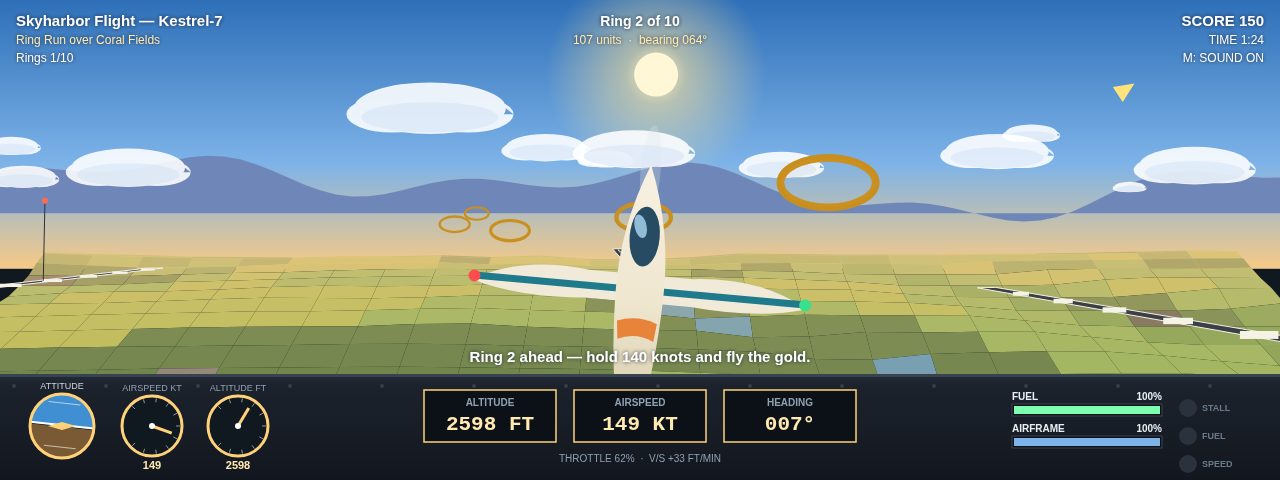 Skyharbor Flight — Kestrel-7
Ring Run over Coral Fields
Rings 1/10
Ring 2 of 10
107 units · bearing 064°
SCORE 150
TIME 1:24
M: SOUND ON
Ring 2 ahead — hold 140 knots and fly the gold.
ATTITUDE
AIRSPEED KT
149
ALTITUDE FT
2598
ALTITUDE
2598 FT
AIRSPEED
149 KT
HEADING
007°
THROTTLE 62% · V/S +33 FT/MIN
FUEL 100%
AIRFRAME 100%
STALL
FUEL
SPEED